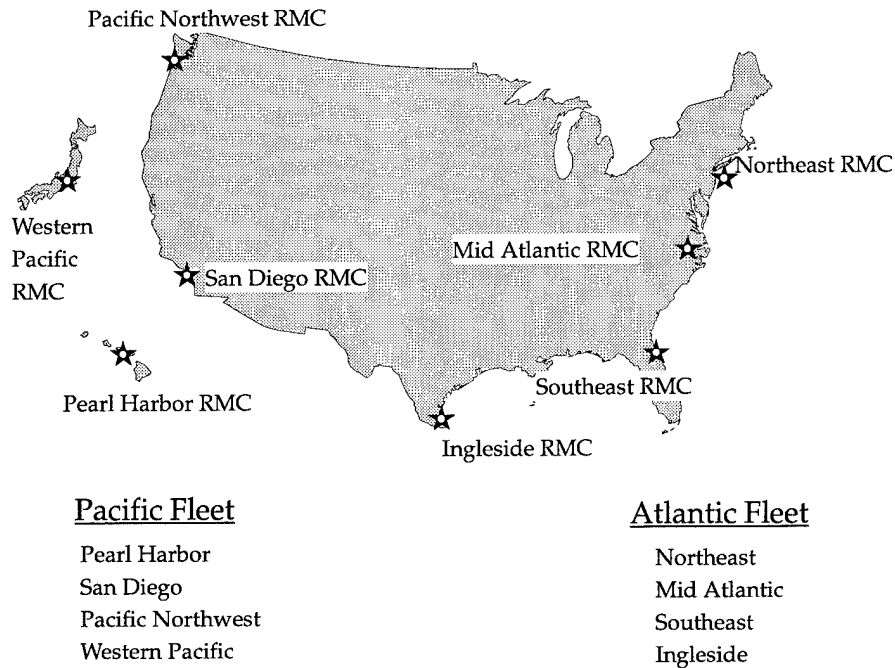 Pacific Northwest RMC
Northeast RMC
Western
Pacific
RMC
Mid Atlantic RMC
San Diego RMC
Southeast RMC
Pearl Harbor RMC
Ingleside RMC
Pacific Fleet
Pearl Harbor
San Diego
Pacific Northwest
Western Pacific
Atlantic Fleet
Northeast
Mid Atlantic
Southeast
Ingleside